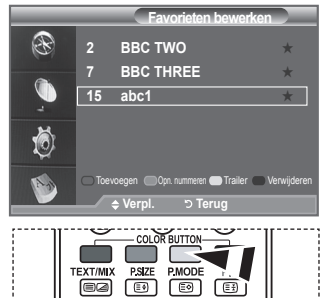 Favorieten bewerken
2 BBC TWO ★
7 BBC THREE ★
15 abc1 ★
Toevoegen Opn. nummeren Trailer Verwijderen
Verpl. Terug
COLOR BUTTON
TEXT/MIX P.SIZE P.MODE